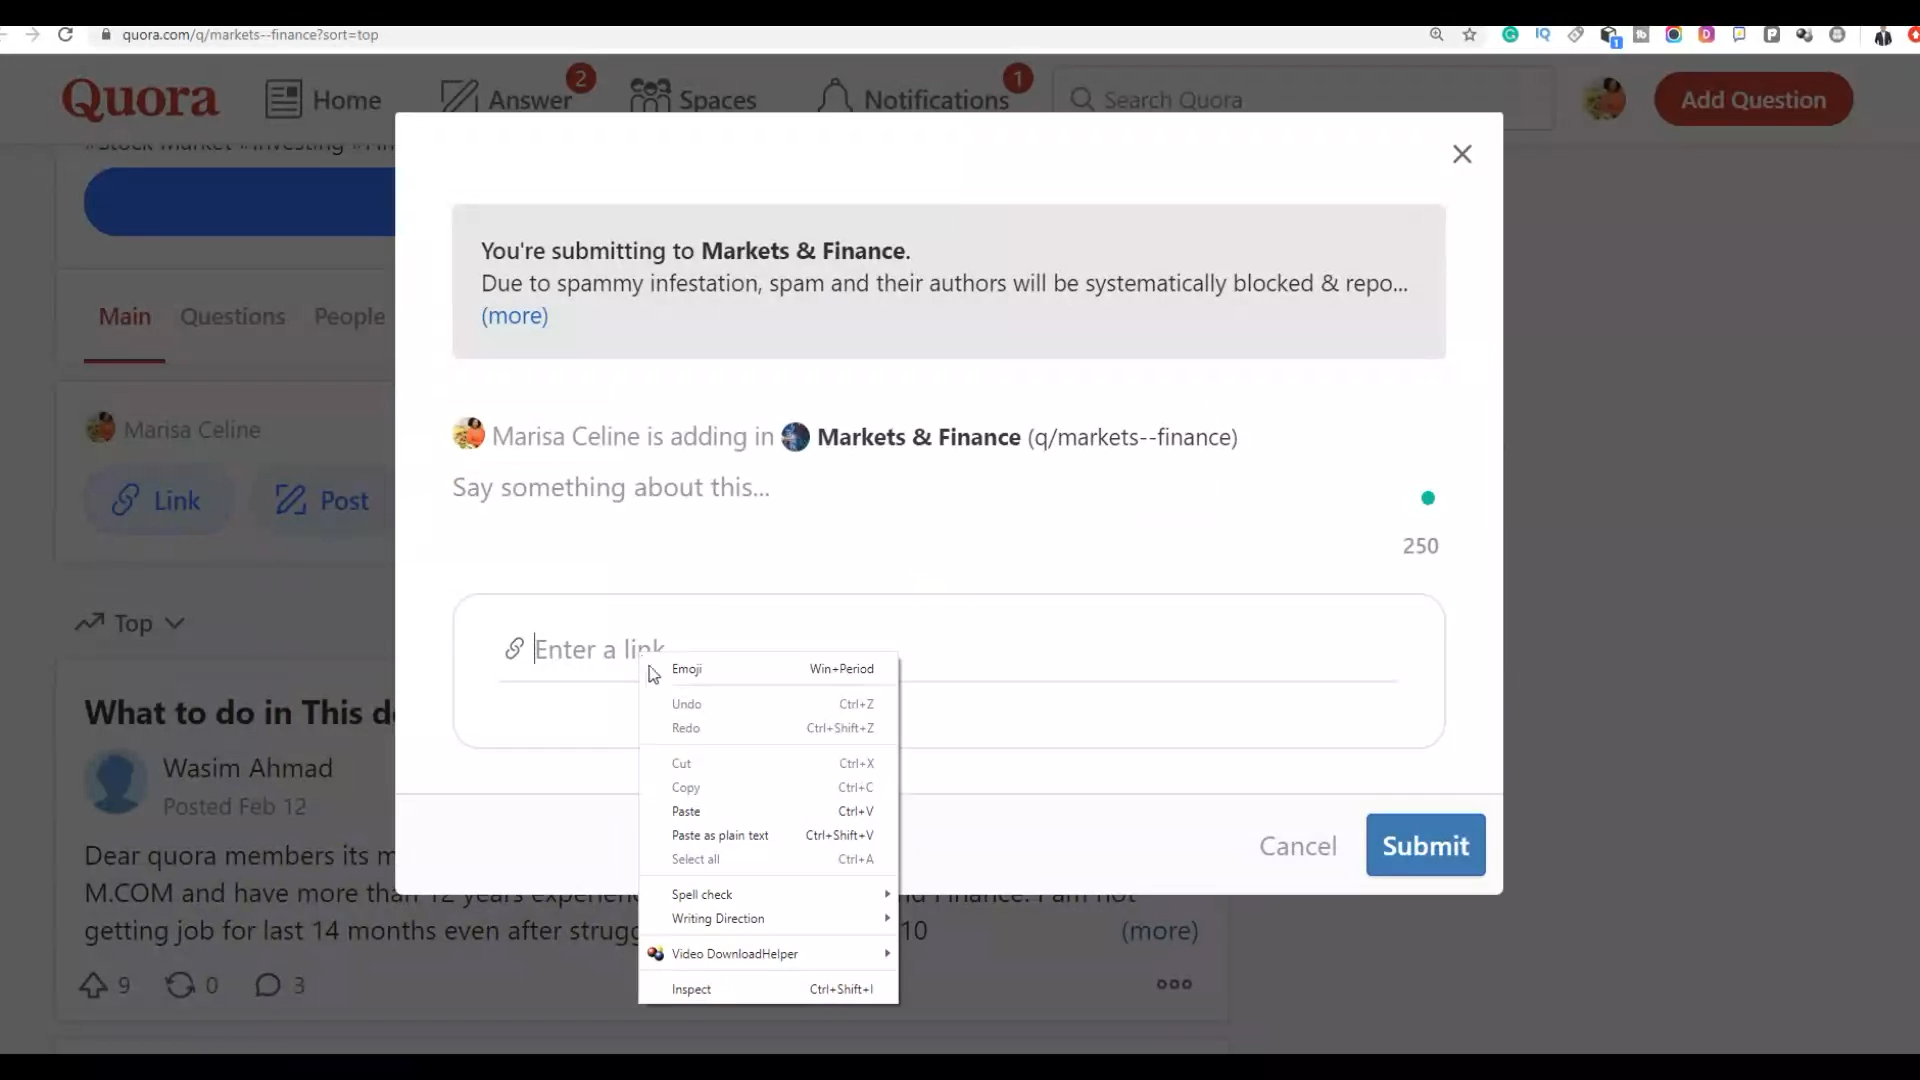 quora.com/q/markets--finance?sort=top
Quora
Home
Answer
2
Spaces
Notifications
1
Search Quora
Add Question
Main
Questions
People
Marisa Celine
Link
Post
Top
What to do in This d
Wasim Ahmad
Posted Feb 12
Dear quora members its m
M.COM and have more than 12 years experien
getting job for last 14 months even after strugg
10
(more)
9
0
3
You're submitting to Markets & Finance.
Due to spammy infestation, spam and their authors will be systematically blocked & repo...
(more)
Marisa Celine is adding in Markets & Finance (q/markets--finance)
Say something about this...
250
Enter a link
Cancel
Submit
Emoji Win+Period
Undo Ctrl+Z
Redo Ctrl+Shift+Z
Cut Ctrl+X
Copy Ctrl+C
Paste Ctrl+V
Paste as plain text Ctrl+Shift+V
Select all Ctrl+A
Spell check
Writing Direction
Video DownloadHelper
Inspect Ctrl+Shift+I